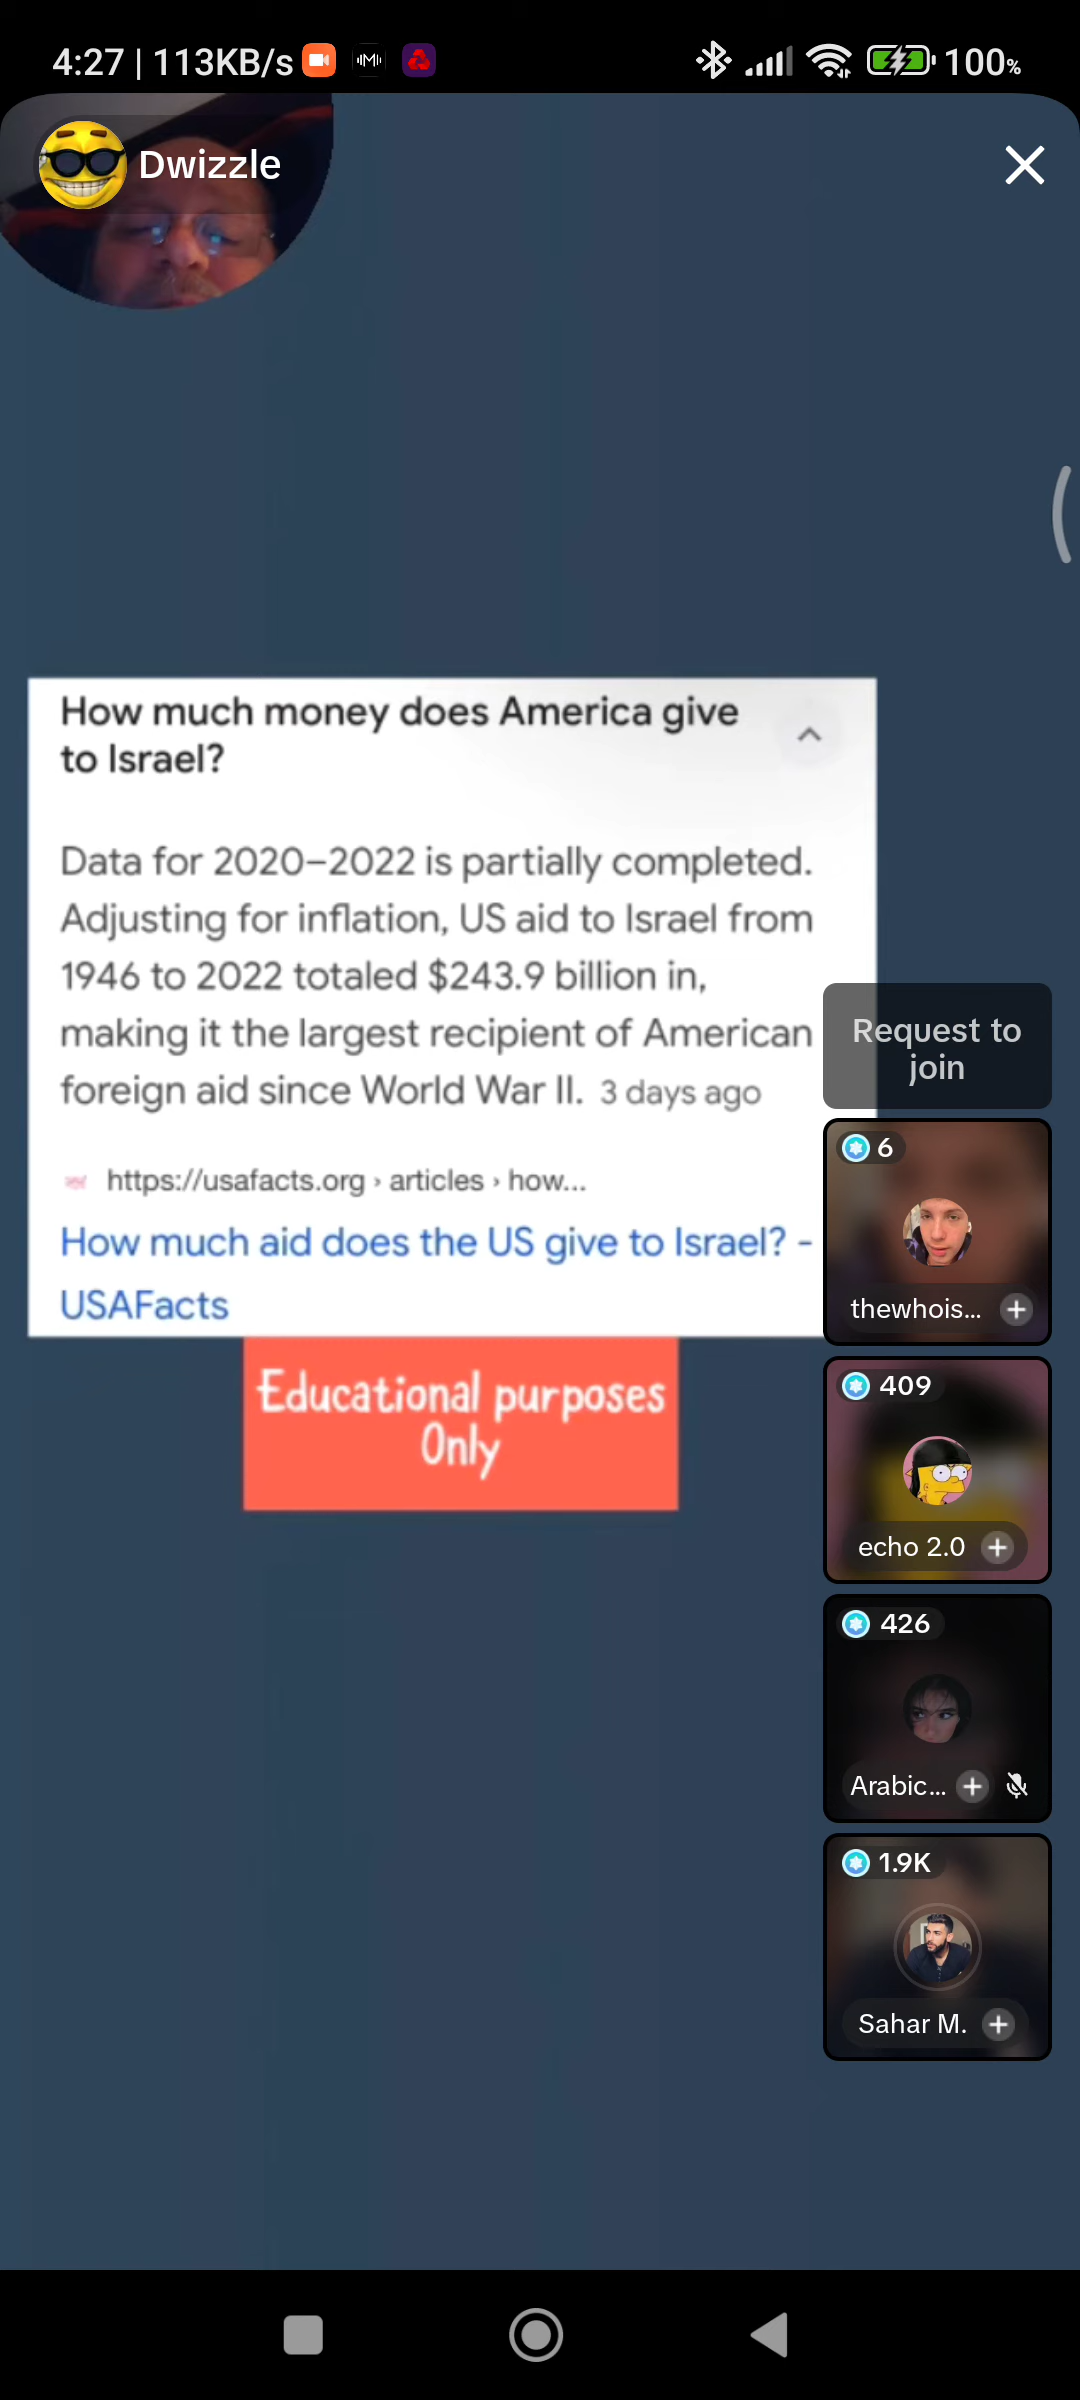 4:27 | 113KB/s
100%
Dwizzle
How much money does America give
to Israel?
Data for 2020–2022 is partially completed.
Adjusting for inflation, US aid to Israel from
1946 to 2022 totaled $243.9 billion in,
making it the largest recipient of American
foreign aid since World War II. 3 days ago
https://usafacts.org › articles › how...
How much aid does the US give to Israel? -
USAFacts
Educational purposes
Only
Request to
join
6
thewhois...
409
echo 2.0
426
Arabic...
1.9K
Sahar M.